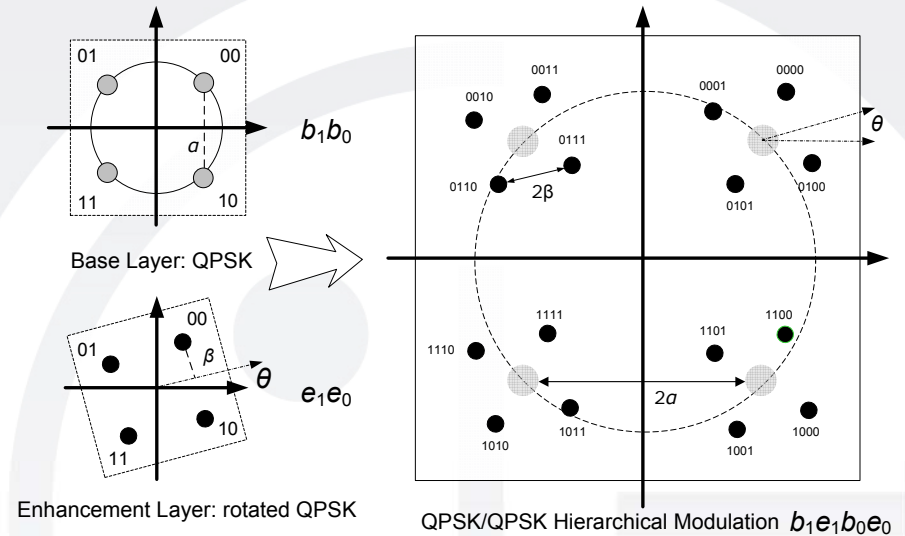 01
00
a
11
10
b₁b₀
Base Layer: QPSK
00
01
β
θ
e₁e₀
11
10
Enhancement Layer: rotated QPSK
0011
0010
0001
0000
θ
0111
0110
2β
0101
0100
1111
1110
1101
1100
2a
1010
1011
1001
1000
QPSK/QPSK Hierarchical Modulation b₁e₁b₀e₀